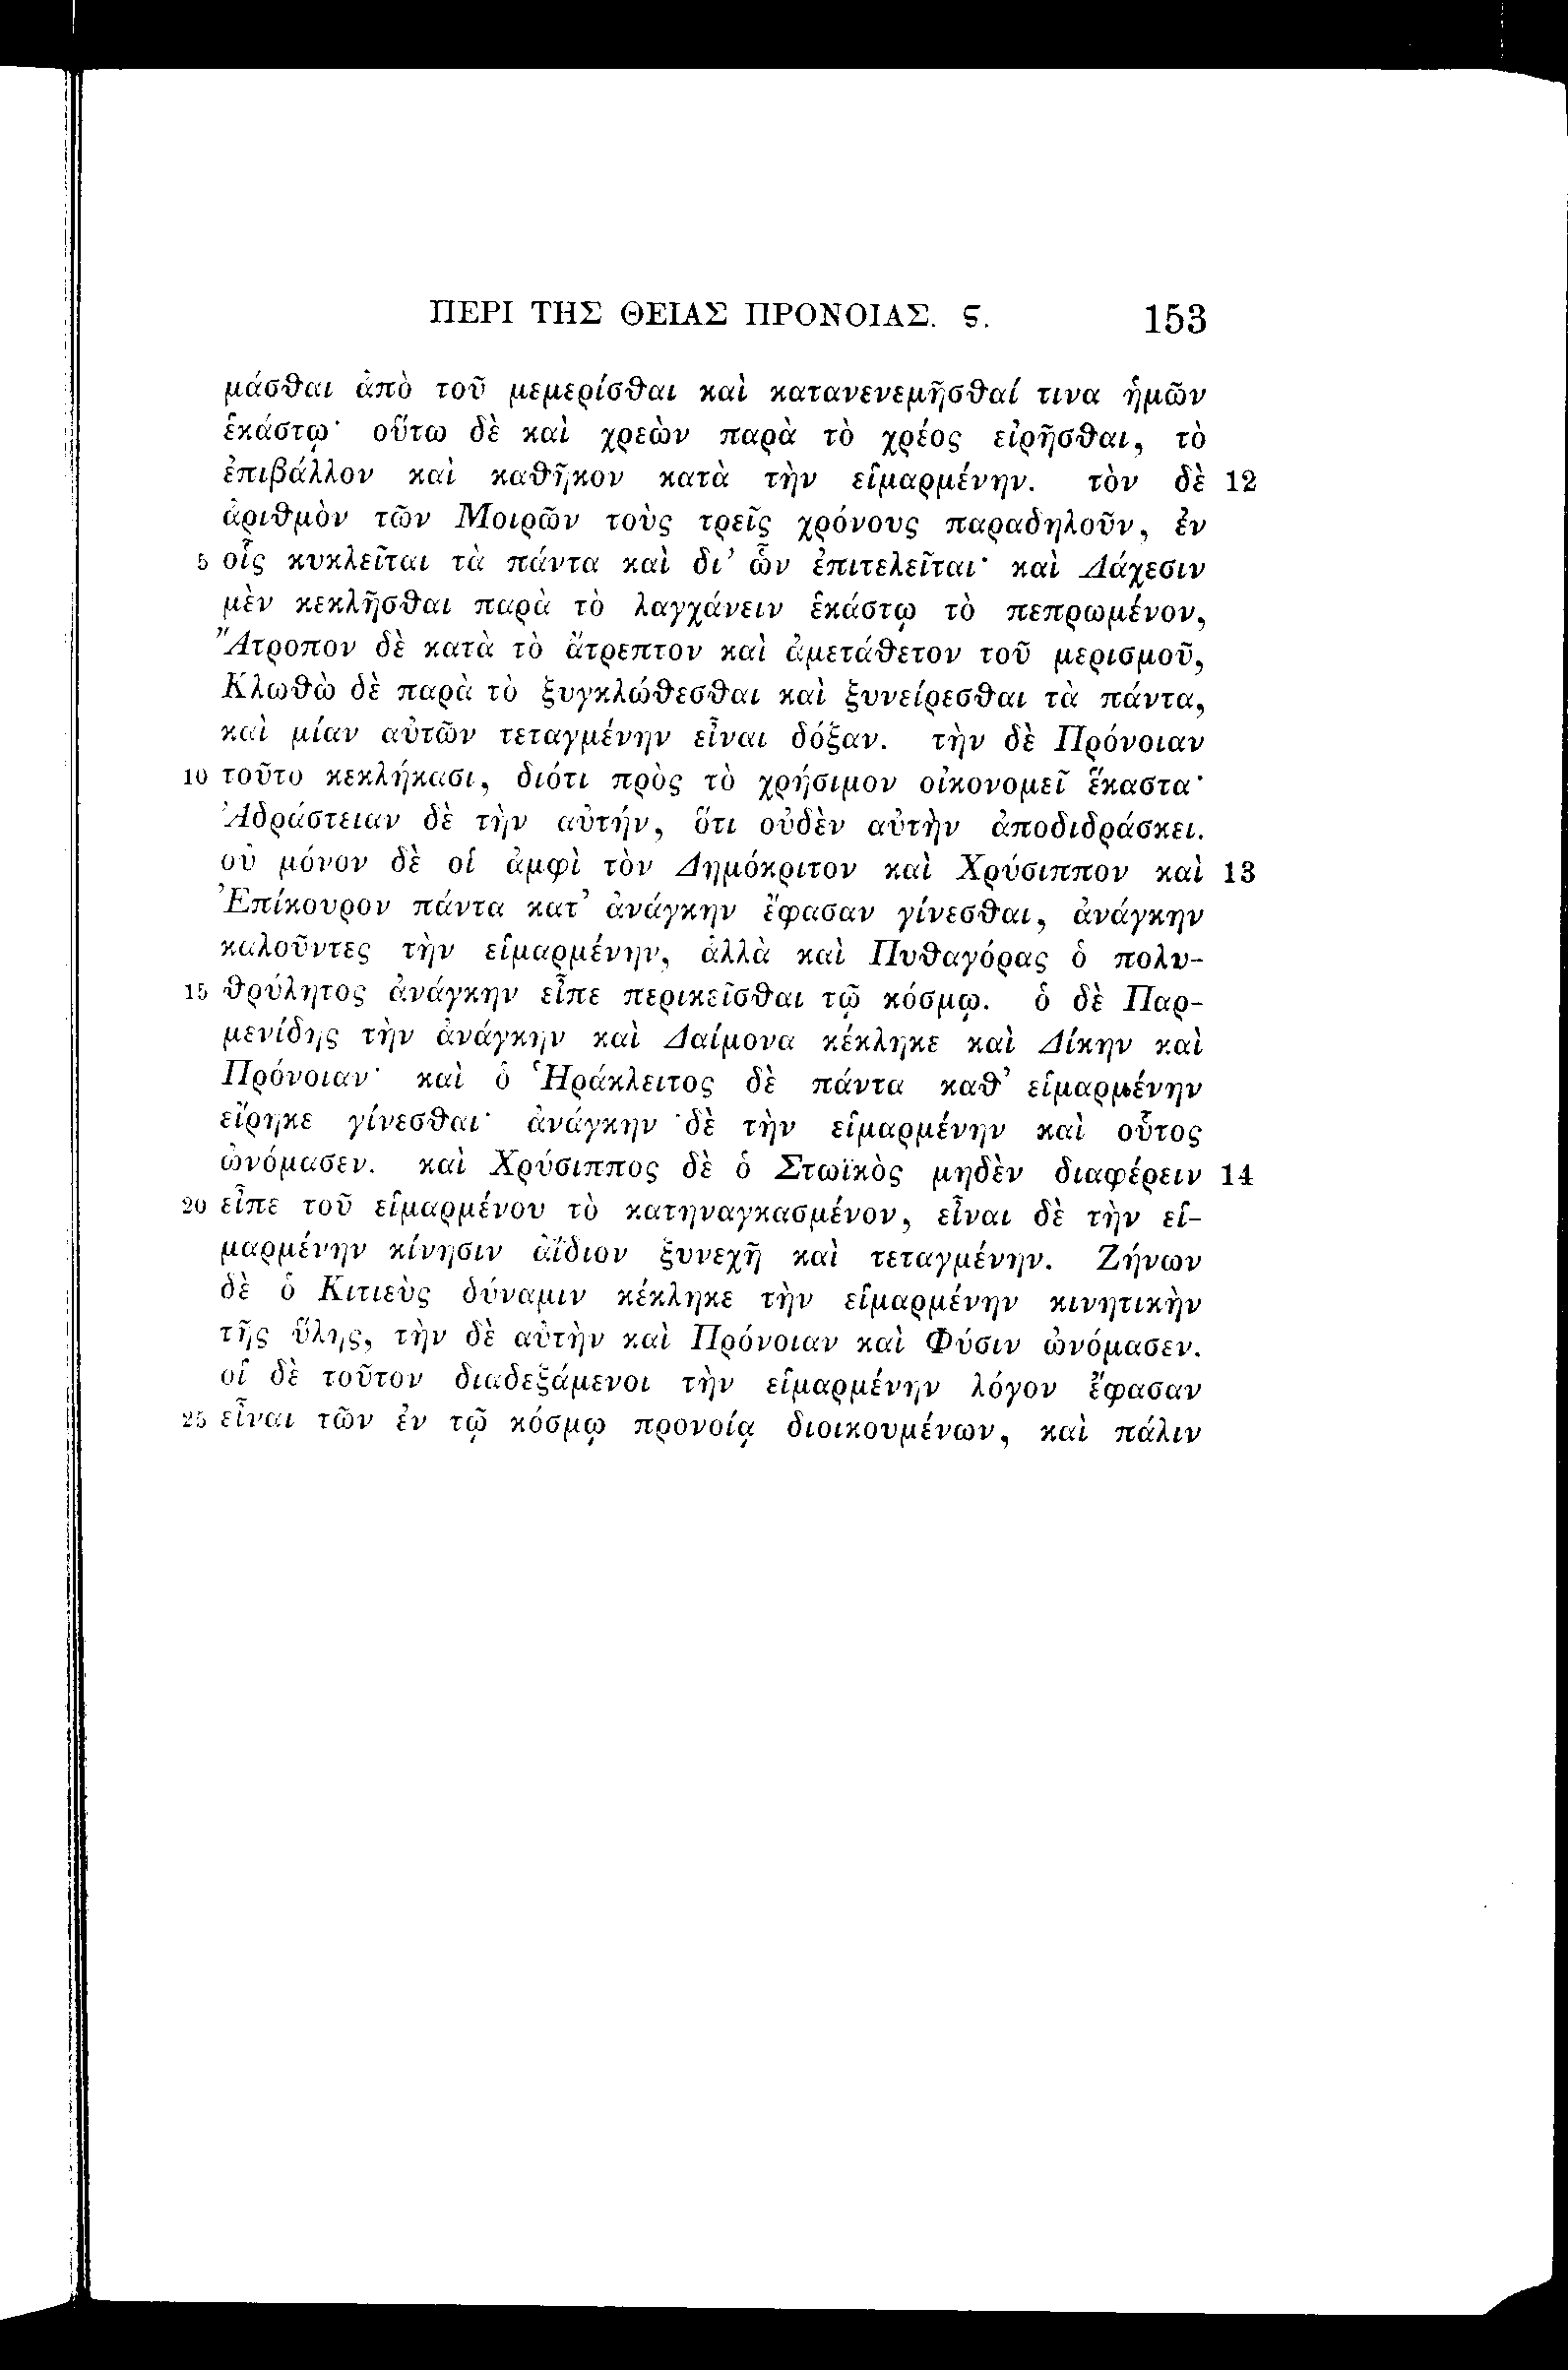 ΠΕΡΙ ΤΗΣ ΘΕΙΑΣ ΠΡΟΝΟΙΑΣ. ϛ. 153
μάσθαι ἀπὸ τοῦ μεμερίσθαι καὶ κατανενεμῆσθαί τινα ἡμῶν
ἑκάστῳ· οὕτω δὲ καὶ χρεὼν παρὰ τὸ χρέος εἰρῆσθαι, τὸ
ἐπιβάλλον καὶ καθῆκον κατὰ τὴν εἱμαρμένην. τὸν δὲ 12
ἀριθμὸν τῶν Μοιρῶν τοὺς τρεῖς χρόνους παραδηλοῦν, ἐν
5 οἷς κυκλεῖται τὰ πάντα καὶ δι’ ὧν ἐπιτελεῖται· καὶ Λάχεσιν
μὲν κεκλῆσθαι παρὰ τὸ λαγχάνειν ἑκάστῳ τὸ πεπρωμένον,
Ἄτροπον δὲ κατὰ τὸ ἄτρεπτον καὶ ἀμετάθετον τοῦ μερισμοῦ,
Κλωθὼ δὲ παρὰ τὸ ξυγκλώθεσθαι καὶ ξυνείρεσθαι τὰ πάντα,
καὶ μίαν αὐτῶν τεταγμένην εἶναι δόξαν. τὴν δὲ Πρόνοιαν
10 τοῦτο κεκλήκασι, διότι πρὸς τὸ χρήσιμον οἰκονομεῖ ἕκαστα·
Ἀδράστειαν δὲ τὴν αὐτήν, ὅτι οὐδὲν αὐτὴν ἀποδιδράσκει.
οὐ μόνον δὲ οἱ ἀμφὶ τὸν Δημόκριτον καὶ Χρύσιππον καὶ 13
Ἐπίκουρον πάντα κατ’ ἀνάγκην ἔφασαν γίνεσθαι, ἀνάγκην
καλοῦντες τὴν εἱμαρμένην, ἀλλὰ καὶ Πυθαγόρας ὁ πολυ-
15 θρύλητος ἀνάγκην εἶπε περικεῖσθαι τῷ κόσμῳ. ὁ δὲ Παρ-
μενίδης τὴν ἀνάγκην καὶ Δαίμονα κέκληκε καὶ Δίκην καὶ
Πρόνοιαν· καὶ ὁ Ἡράκλειτος δὲ πάντα καθ’ εἱμαρμένην
εἴρηκε γίνεσθαι· ἀνάγκην δὲ τὴν εἱμαρμένην καὶ οὗτος
ὠνόμασεν. καὶ Χρύσιππος δὲ ὁ Στωϊκὸς μηδὲν διαφέρειν 14
20 εἶπε τοῦ εἱμαρμένου τὸ κατηναγκασμένον, εἶναι δὲ τὴν εἱ-
μαρμένην κίνησιν ἀΐδιον ξυνεχῆ καὶ τεταγμένην. Ζήνων
δὲ ὁ Κιτιεὺς δύναμιν κέκληκε τὴν εἱμαρμένην κινητικὴν
τῆς ὕλης, τὴν δὲ αὐτὴν καὶ Πρόνοιαν καὶ Φύσιν ὠνόμασεν.
οἱ δὲ τοῦτον διαδεξάμενοι τὴν εἱμαρμένην λόγον ἔφασαν
25 εἶναι τῶν ἐν τῷ κόσμῳ προνοίᾳ διοικουμένων, καὶ πάλιν